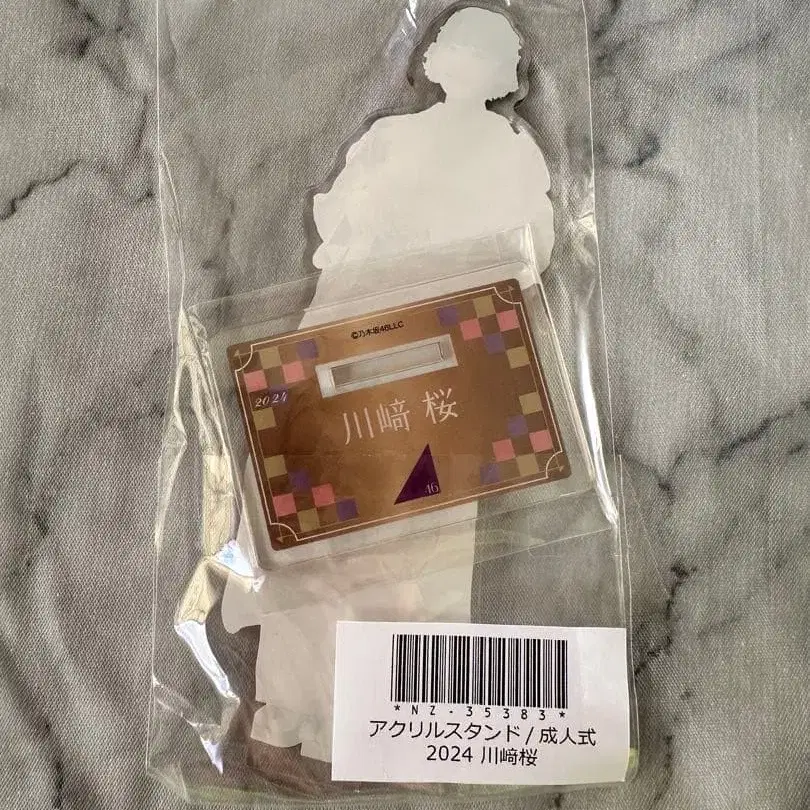 ©乃木坂46LLC
2024
川﨑 桜
46
*NZ-35383*
アクリルスタンド / 成人式
2024 川﨑桜